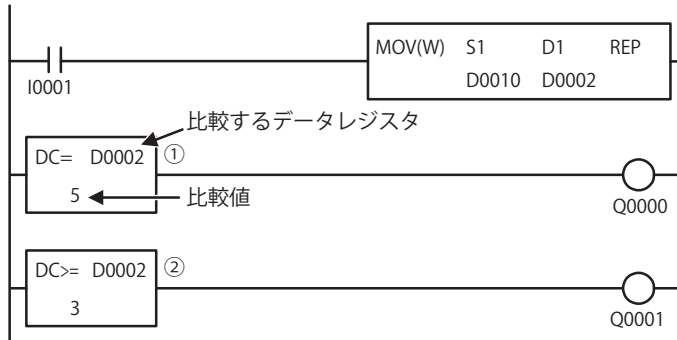 MOV(W) S1 D1 REP
D0010 D0002
I0001
比較するデータレジスタ
DC= D0002 ①
5 比較値
Q0000
DC>= D0002 ②
3
Q0001